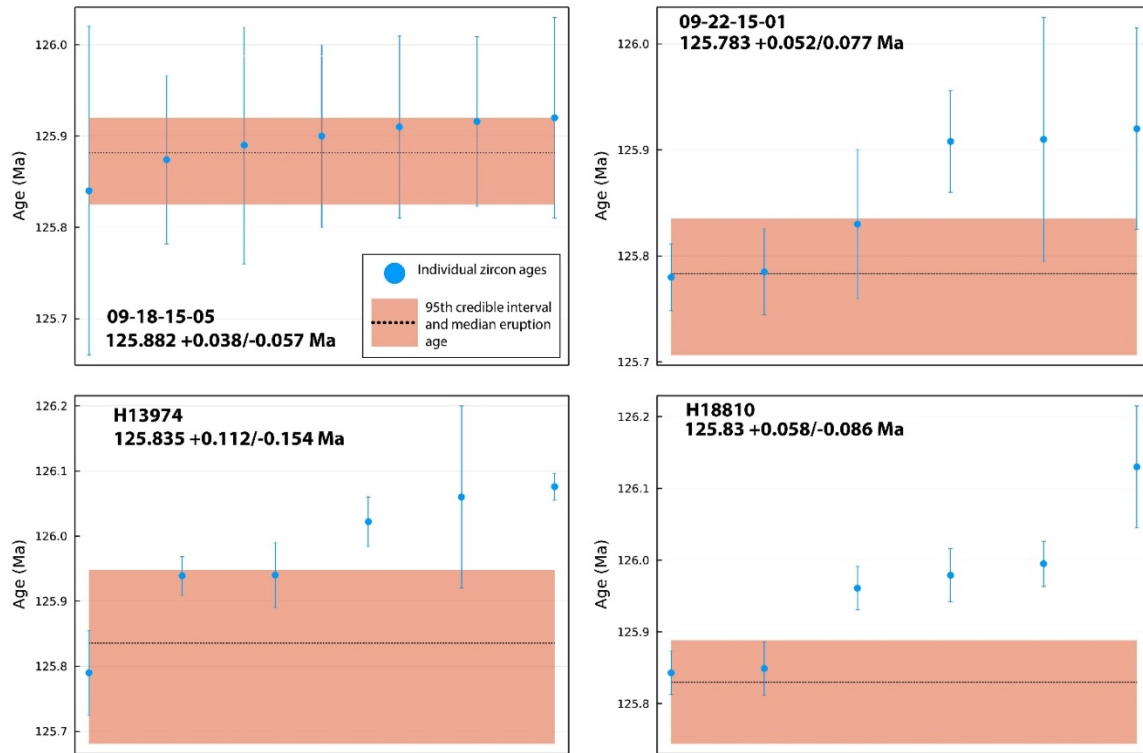 126.0
125.9
125.8
125.7
Age (Ma)
09-18-15-05
125.882 +0.038/-0.057 Ma
Individual zircon ages
95th credible interval
and median eruption
age
09-22-15-01
125.783 +0.052/0.077 Ma
126.0
125.9
125.8
125.7
Age (Ma)
H13974
125.835 +0.112/-0.154 Ma
126.2
126.1
126.0
125.9
125.8
125.7
Age (Ma)
H18810
125.83 +0.058/-0.086 Ma
126.2
126.1
126.0
125.9
125.8
Age (Ma)